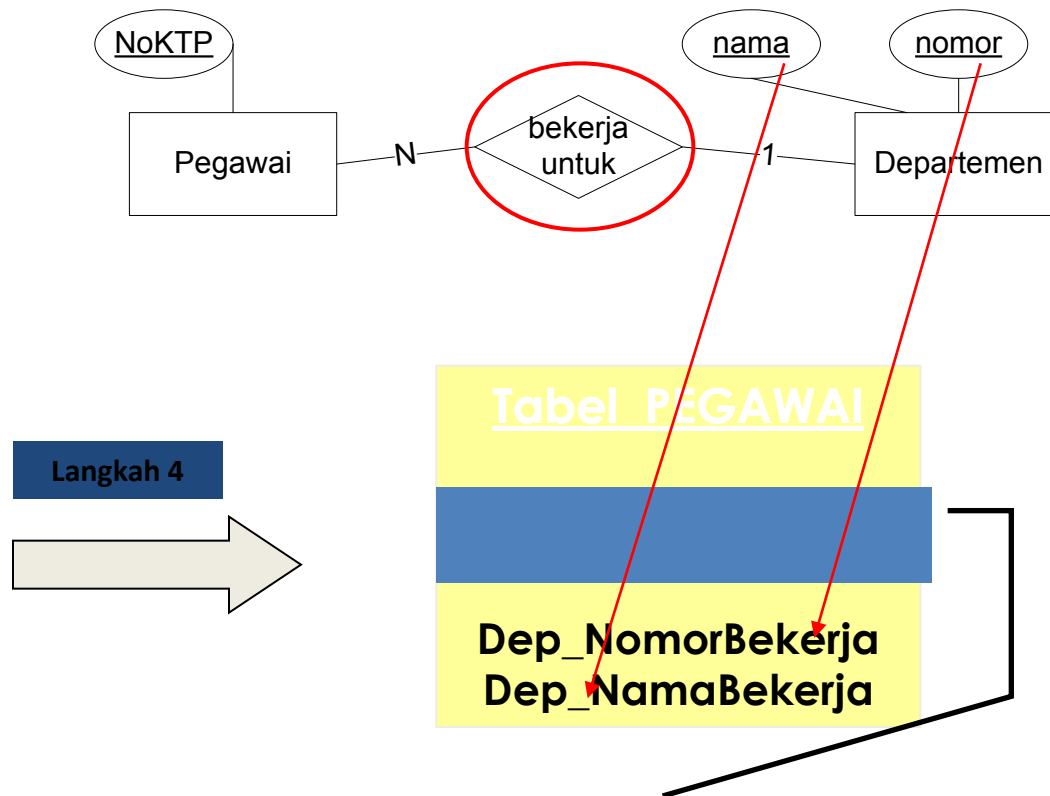 NoKTP
nama
nomor
Pegawai
N
bekerja
untuk
1
Departemen
Tabel PEGAWAI
Langkah 4
Dep_NomorBekerja
Dep_NamaBekerja